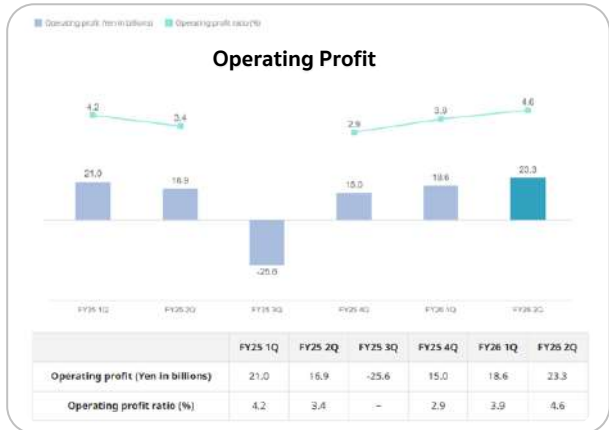 Operating profit (Yen in billions) Operating profit ratio (%)
Operating Profit
4.2 3.4 2.9 3.9 4.6
21.0 16.9 -25.6 15.0 18.6 23.3
FY25 1Q FY25 2Q FY25 3Q FY25 4Q FY26 1Q FY26 2Q
FY25 1Q FY25 2Q FY25 3Q FY25 4Q FY26 1Q FY26 2Q
Operating profit (Yen in billions) 21.0 16.9 -25.6 15.0 18.6 23.3
Operating profit ratio (%) 4.2 3.4 – 2.9 3.9 4.6